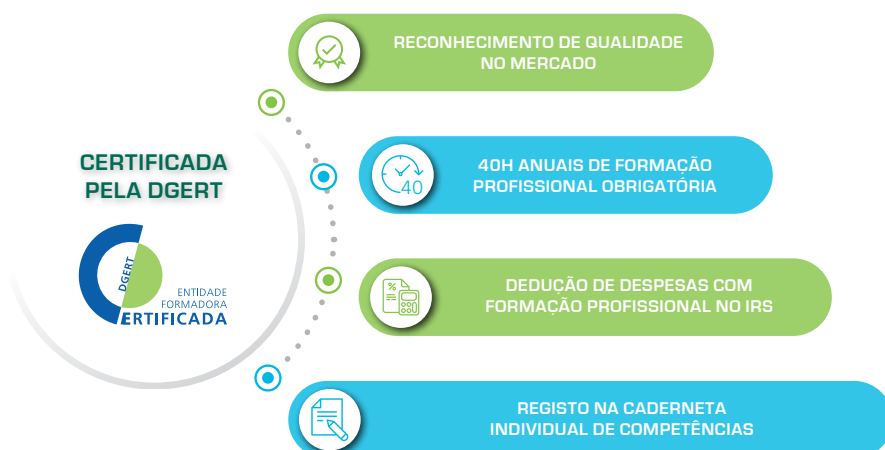 RECONHECIMENTO DE QUALIDADE
NO MERCADO
CERTIFICADA
PELA DGERT
40
40H ANUAIS DE FORMAÇÃO
PROFISSIONAL OBRIGATÓRIA
DGERT
ENTIDADE
FORMADORA
ERTIFICADA
%
DEDUÇÃO DE DESPESAS COM
FORMAÇÃO PROFISSIONAL NO IRS
REGISTO NA CADERNETA
INDIVIDUAL DE COMPETÊNCIAS